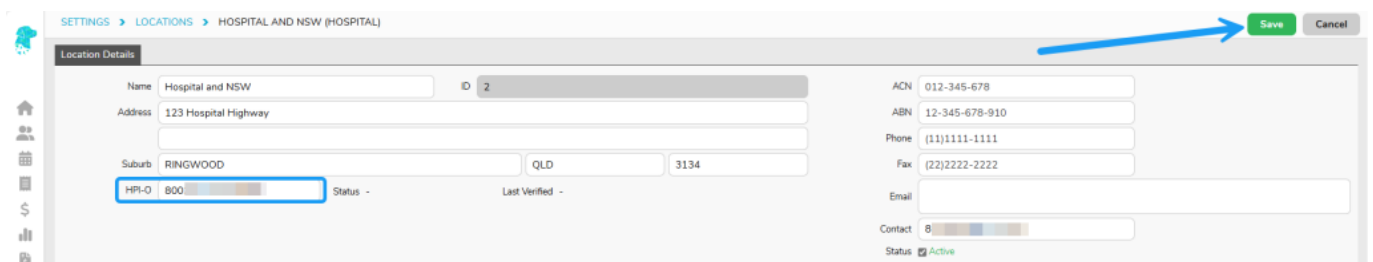 SETTINGS > LOCATIONS > HOSPITAL AND NSW (HOSPITAL)
Save Cancel
Location Details
Name Hospital and NSW ID 2 ACN 012-345-678
Address 123 Hospital Highway ABN 12-345-678-910
Phone (11)1111-1111
Suburb RINGWOOD QLD 3134 Fax (22)2222-2222
HPI-O 800 Status - Last Verified -
Email
Contact 8
Status Active